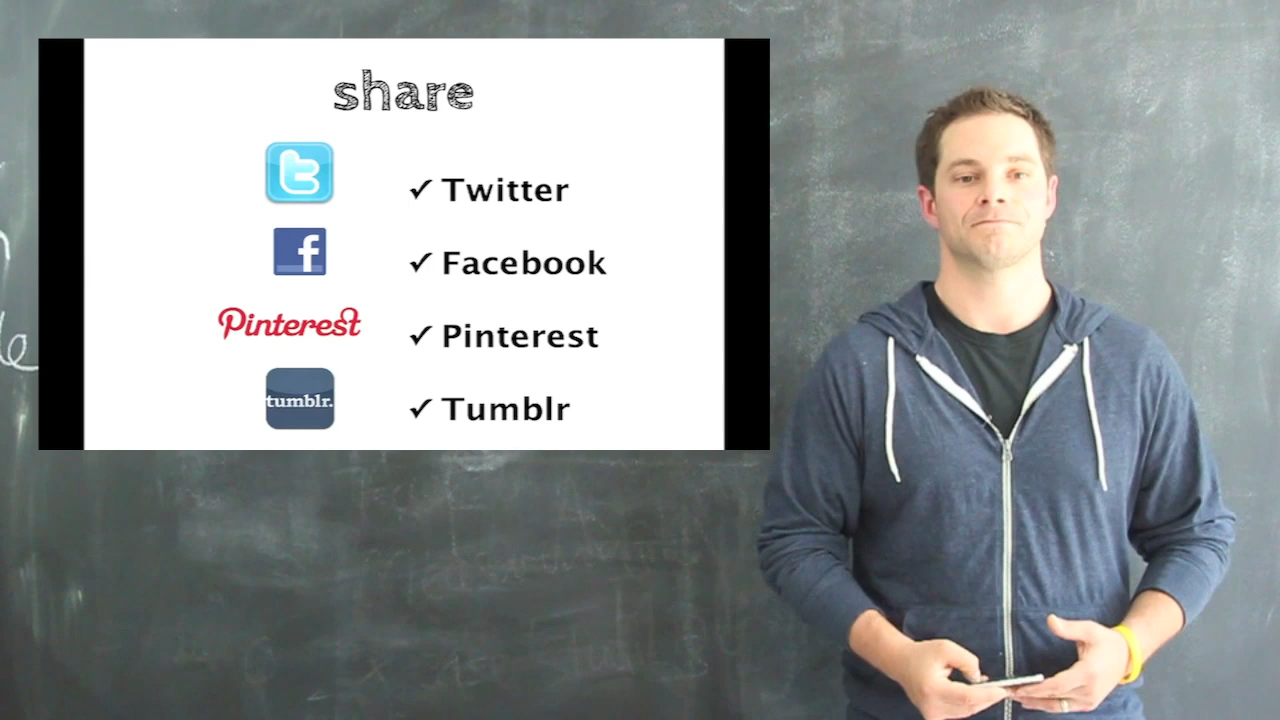 share
t
✓ Twitter
f
✓ Facebook
Pinterest
✓ Pinterest
tumblr.
✓ Tumblr